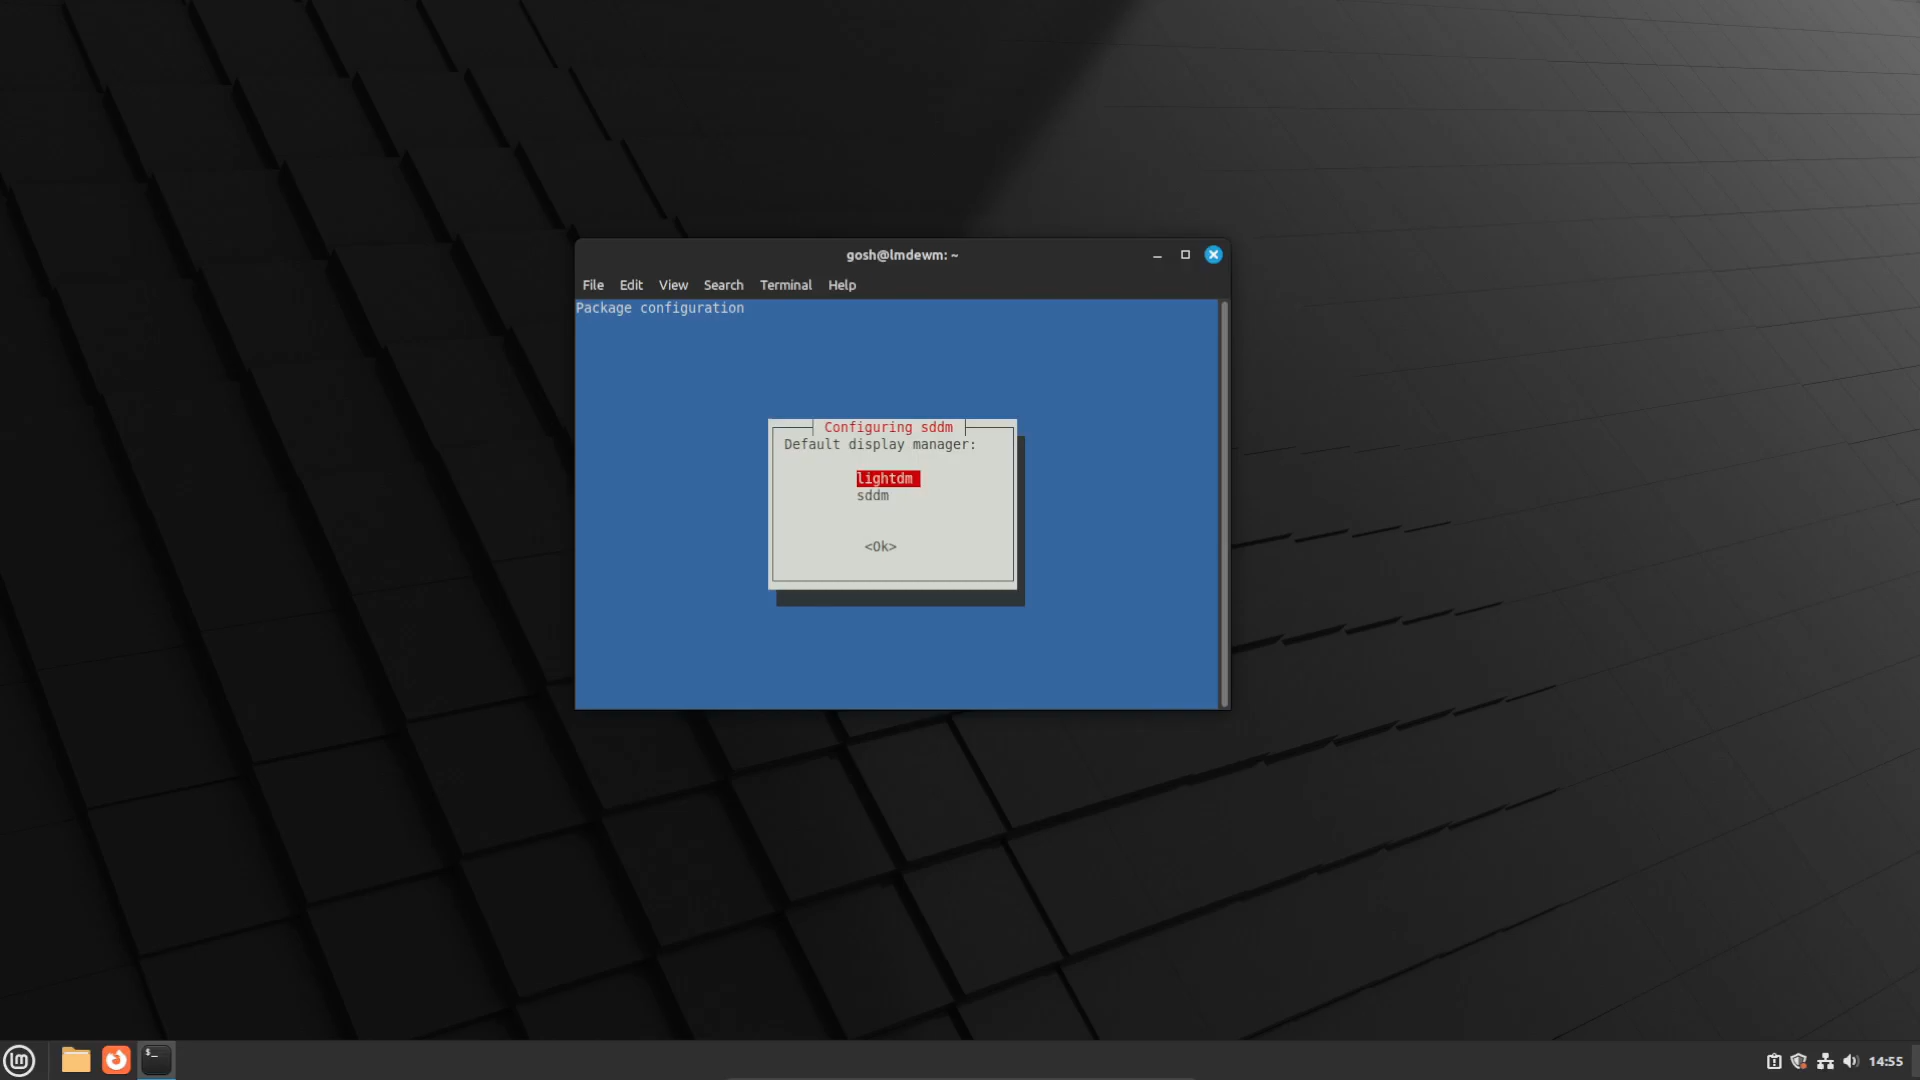 gosh@lmdewm: ~
File Edit View Search Terminal Help
Package configuration
Configuring sddm
Default display manager:
lightdm
sddm
<Ok>
lm
$_
14:55